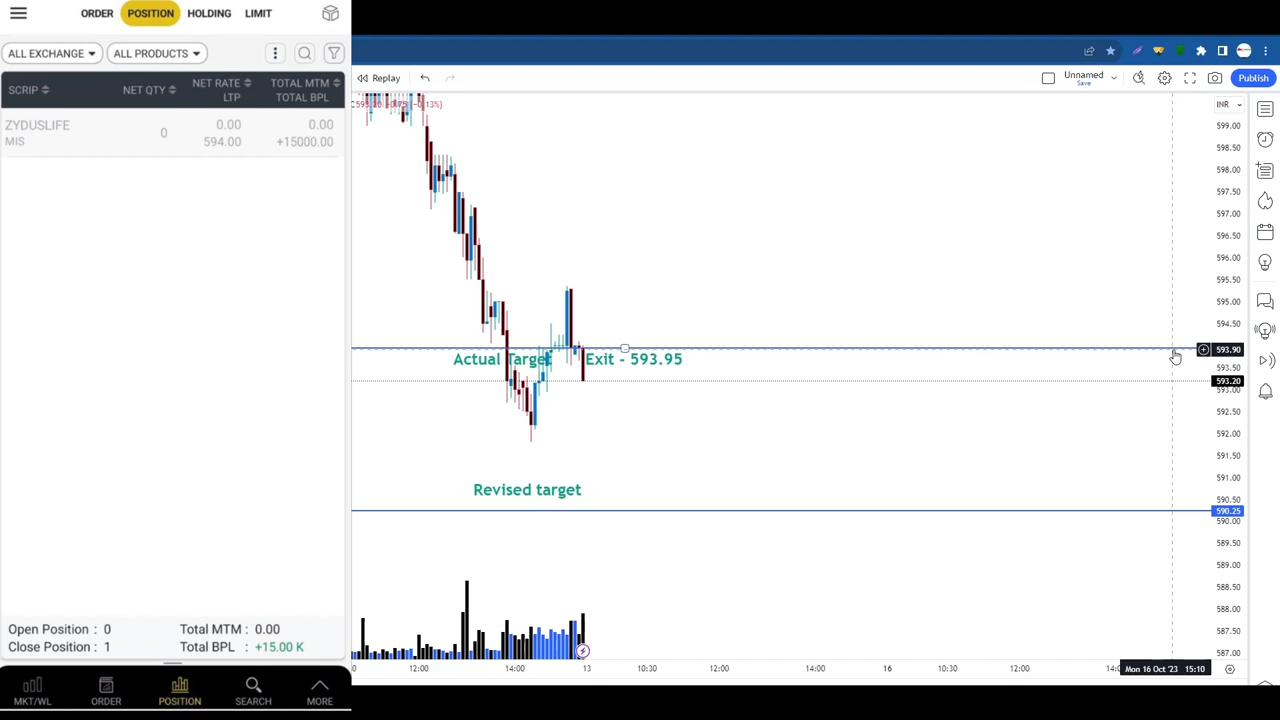 ORDER POSITION HOLDING LIMIT
ALL EXCHANGE ALL PRODUCTS
SCRIP NET QTY NET RATE TOTAL MTM
LTP TOTAL BPL
ZYDUSLIFE 0 0.00 0.00
MIS 594.00 +15000.00
Open Position : 0 Total MTM : 0.00
Close Position : 1 Total BPL : +15.00 K
MKT/WL ORDER POSITION SEARCH MORE
Replay Unnamed Publish
Save
593.20 -0.75 (-0.13%) INR
599.00
598.50
598.00
597.50
597.00
596.50
596.00
595.50
595.00
594.50
593.90
Actual Target Exit - 593.95
593.50
593.20
593.00
592.50
592.00
591.50
591.00
Revised target
590.50
590.25
590.00
589.50
589.00
588.50
588.00
587.50
587.00
12:00 14:00 13 10:30 12:00 14:00 16 10:30 12:00 Mon 16 Oct '23 15:10